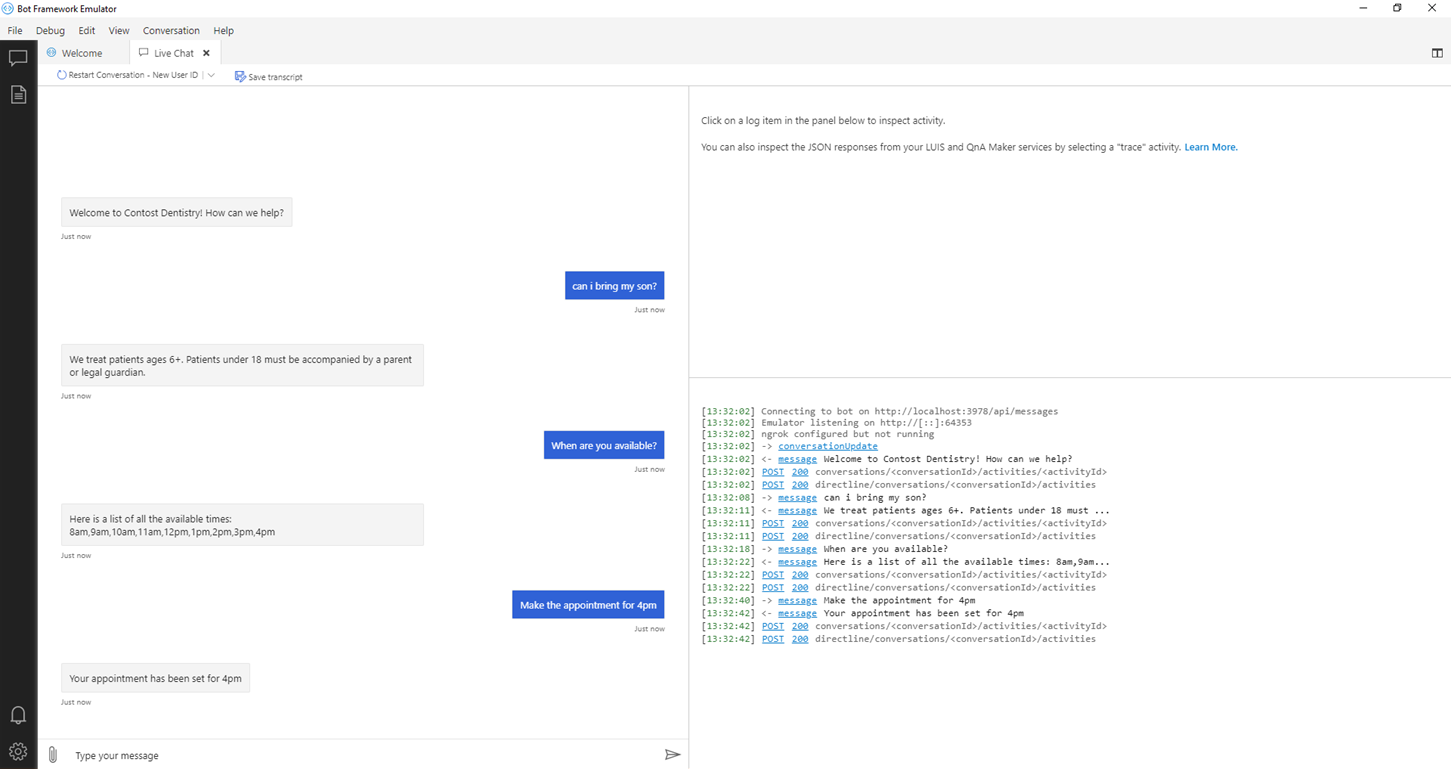 Bot Framework Emulator
File Debug Edit View Conversation Help
Welcome Live Chat
Restart Conversation - New User ID Save transcript
Welcome to Contost Dentistry! How can we help?
Just now
can i bring my son?
Just now
We treat patients ages 6+. Patients under 18 must be accompanied by a parent
or legal guardian.
Just now
When are you available?
Just now
Here is a list of all the available times:
8am,9am,10am,11am,12pm,1pm,2pm,3pm,4pm
Just now
Make the appointment for 4pm
Just now
Your appointment has been set for 4pm
Just now
Type your message
Click on a log item in the panel below to inspect activity.
You can also inspect the JSON responses from your LUIS and QnA Maker services by selecting a "trace" activity. Learn More.
[13:32:02] Connecting to bot on http://localhost:3978/api/messages
[13:32:02] Emulator listening on http://[::]:64353
[13:32:02] ngrok configured but not running
[13:32:02] -> conversationUpdate
[13:32:02] <- message Welcome to Contost Dentistry! How can we help?
[13:32:02] POST 200 conversations/<conversationId>/activities/<activityId>
[13:32:02] POST 200 directline/conversations/<conversationId>/activities
[13:32:08] -> message can i bring my son?
[13:32:11] <- message We treat patients ages 6+. Patients under 18 must ...
[13:32:11] POST 200 conversations/<conversationId>/activities/<activityId>
[13:32:11] POST 200 directline/conversations/<conversationId>/activities
[13:32:18] -> message When are you available?
[13:32:22] <- message Here is a list of all the available times: 8am,9am...
[13:32:22] POST 200 conversations/<conversationId>/activities/<activityId>
[13:32:22] POST 200 directline/conversations/<conversationId>/activities
[13:32:40] -> message Make the appointment for 4pm
[13:32:42] <- message Your appointment has been set for 4pm
[13:32:42] POST 200 conversations/<conversationId>/activities/<activityId>
[13:32:42] POST 200 directline/conversations/<conversationId>/activities